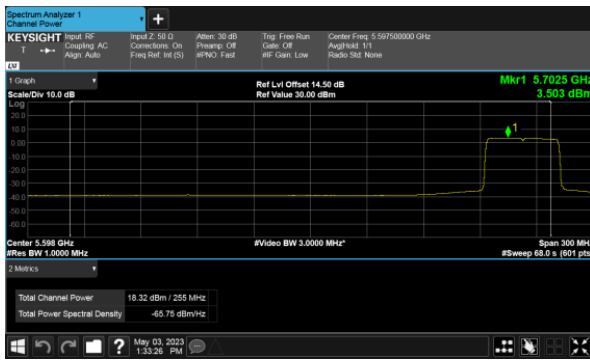 Spectrum Analyzer 1
Channel Power
+
KEYSIGHT
Input: RF
Coupling: AC
Align: Auto
Input Z: 50 Ω
Corrections: On
Freq Ref: Int (S)
Atten: 30 dB
Preamp: Off
#PNO: Fast
Trig: Free Run
Gate: Off
#IF Gain: Low
Center Freq: 5.597500000 GHz
Avg|Hold: 1/1
Radio Std: None
T
LXI
1 Graph
Scale/Div 10.0 dB
Ref Lvl Offset 14.50 dB
Ref Value 30.00 dBm
Mkr1 5.7025 GHz
3.503 dBm
Log
20.0
10.0
0.00
-10.0
-20.0
-30.0
-40.0
-50.0
-60.0
1
Center 5.598 GHz
#Res BW 1.0000 MHz
#Video BW 3.0000 MHz*
Span 300 MHz
#Sweep 68.0 s (601 pts)
2 Metrics
Total Channel Power 18.32 dBm / 255 MHz
Total Power Spectral Density -65.75 dBm/Hz
?
May 03, 2023
1:33:26 PM